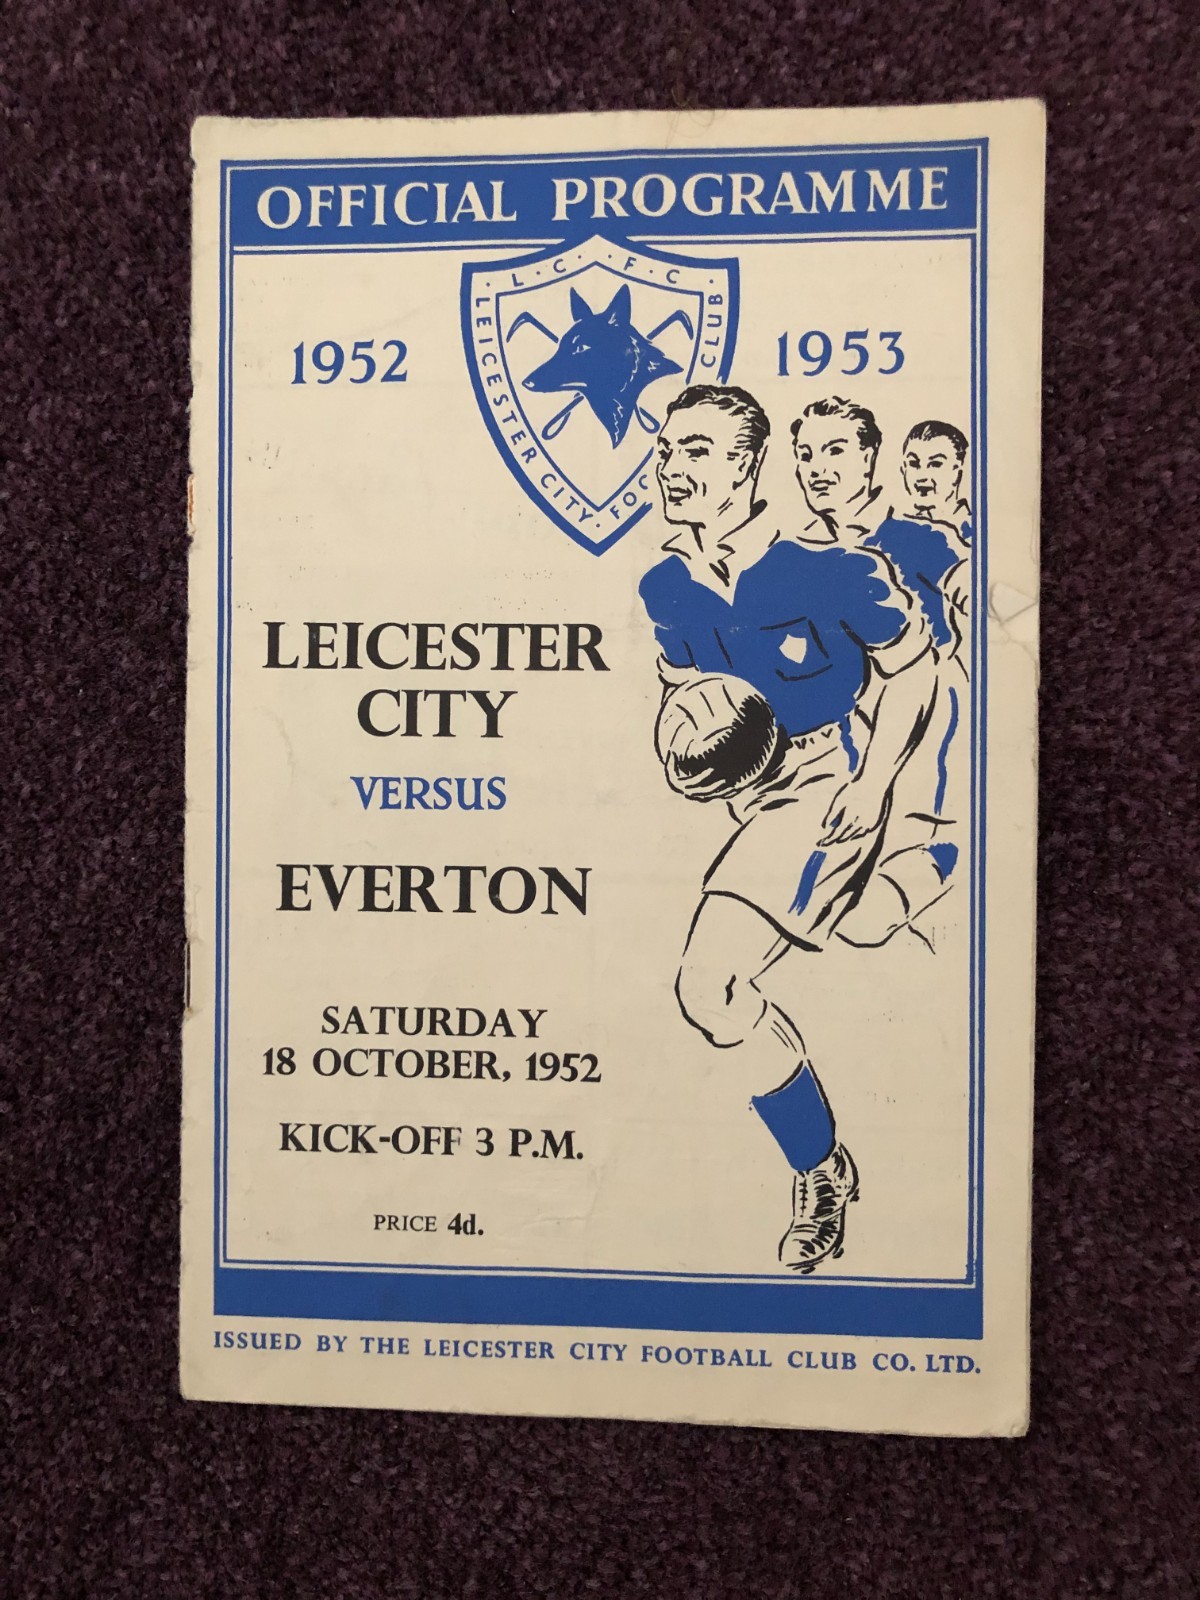 OFFICIAL PROGRAMME
L·C· ·F·C
·LEICESTER CITY· FOO CLUB·
1952 1953
LEICESTER
CITY
VERSUS
EVERTON
SATURDAY
18 OCTOBER, 1952
KICK-OFF 3 P.M.
PRICE 4d.
ISSUED BY THE LEICESTER CITY FOOTBALL CLUB CO. LTD.